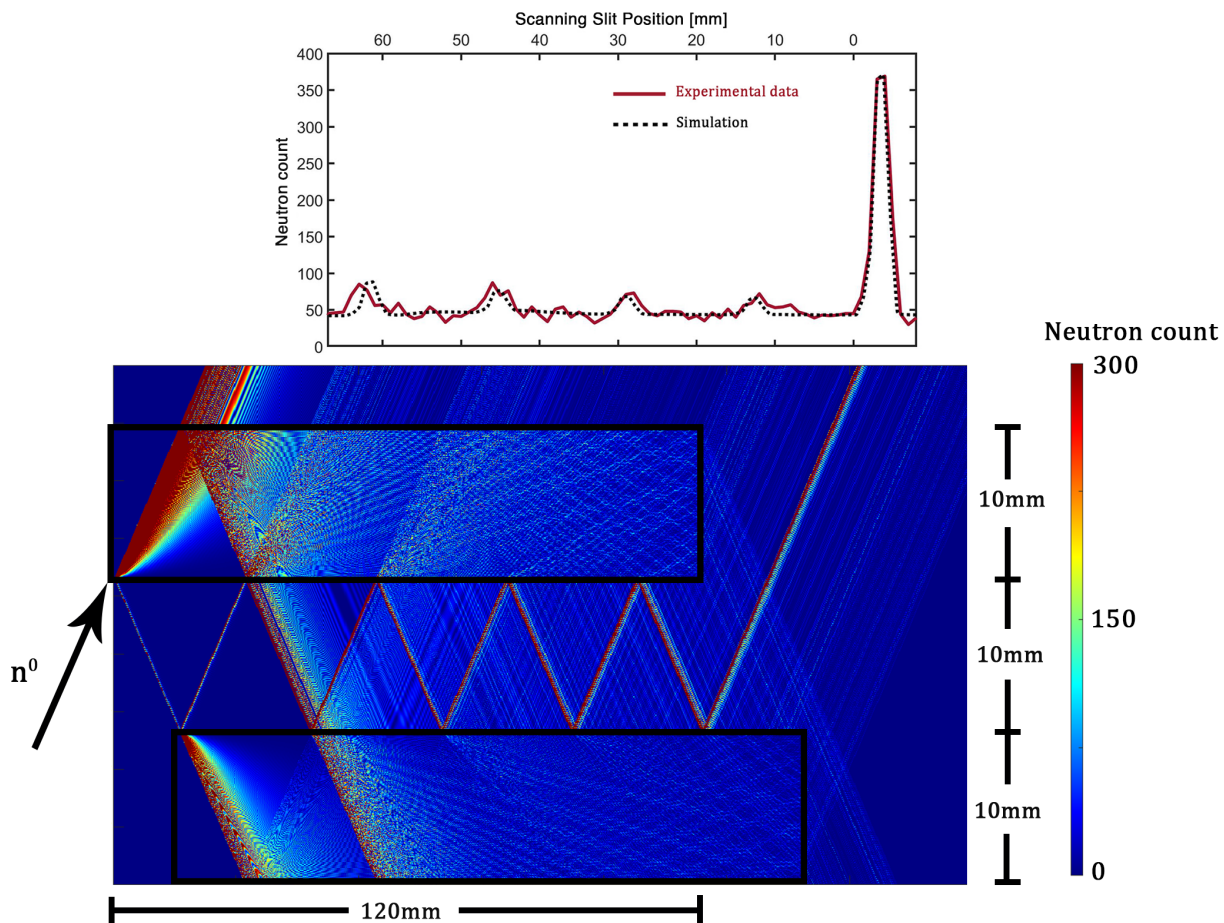 Scanning Slit Position [mm]
60 50 40 30 20 10 0
400
350
300
250
200
150
100
50
0
Neutron count
Experimental data
Simulation
Neutron count
300
150
0
10mm
10mm
10mm
n⁰
120mm